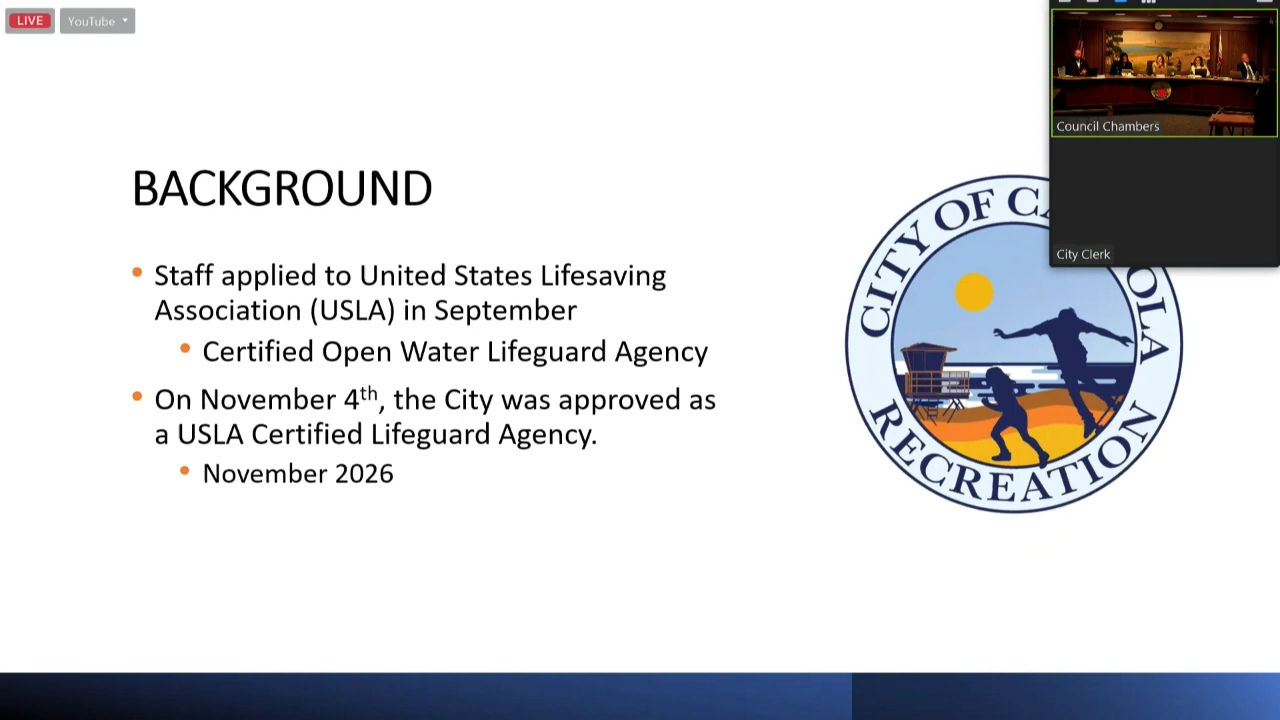 LIVE
YouTube
Council Chambers
City Clerk
BACKGROUND
• Staff applied to United States Lifesaving
Association (USLA) in September
• Certified Open Water Lifeguard Agency
• On November 4th, the City was approved as
a USLA Certified Lifeguard Agency.
• November 2026
CITY OF CA
OLA
RECREATION